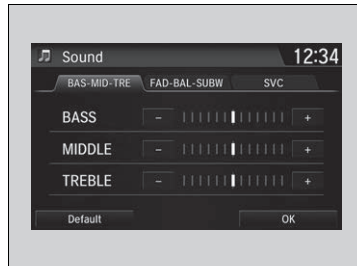 Sound 12:34
BAS-MID-TRE FAD-BAL-SUBW SVC
BASS - +
MIDDLE - +
TREBLE - +
Default OK